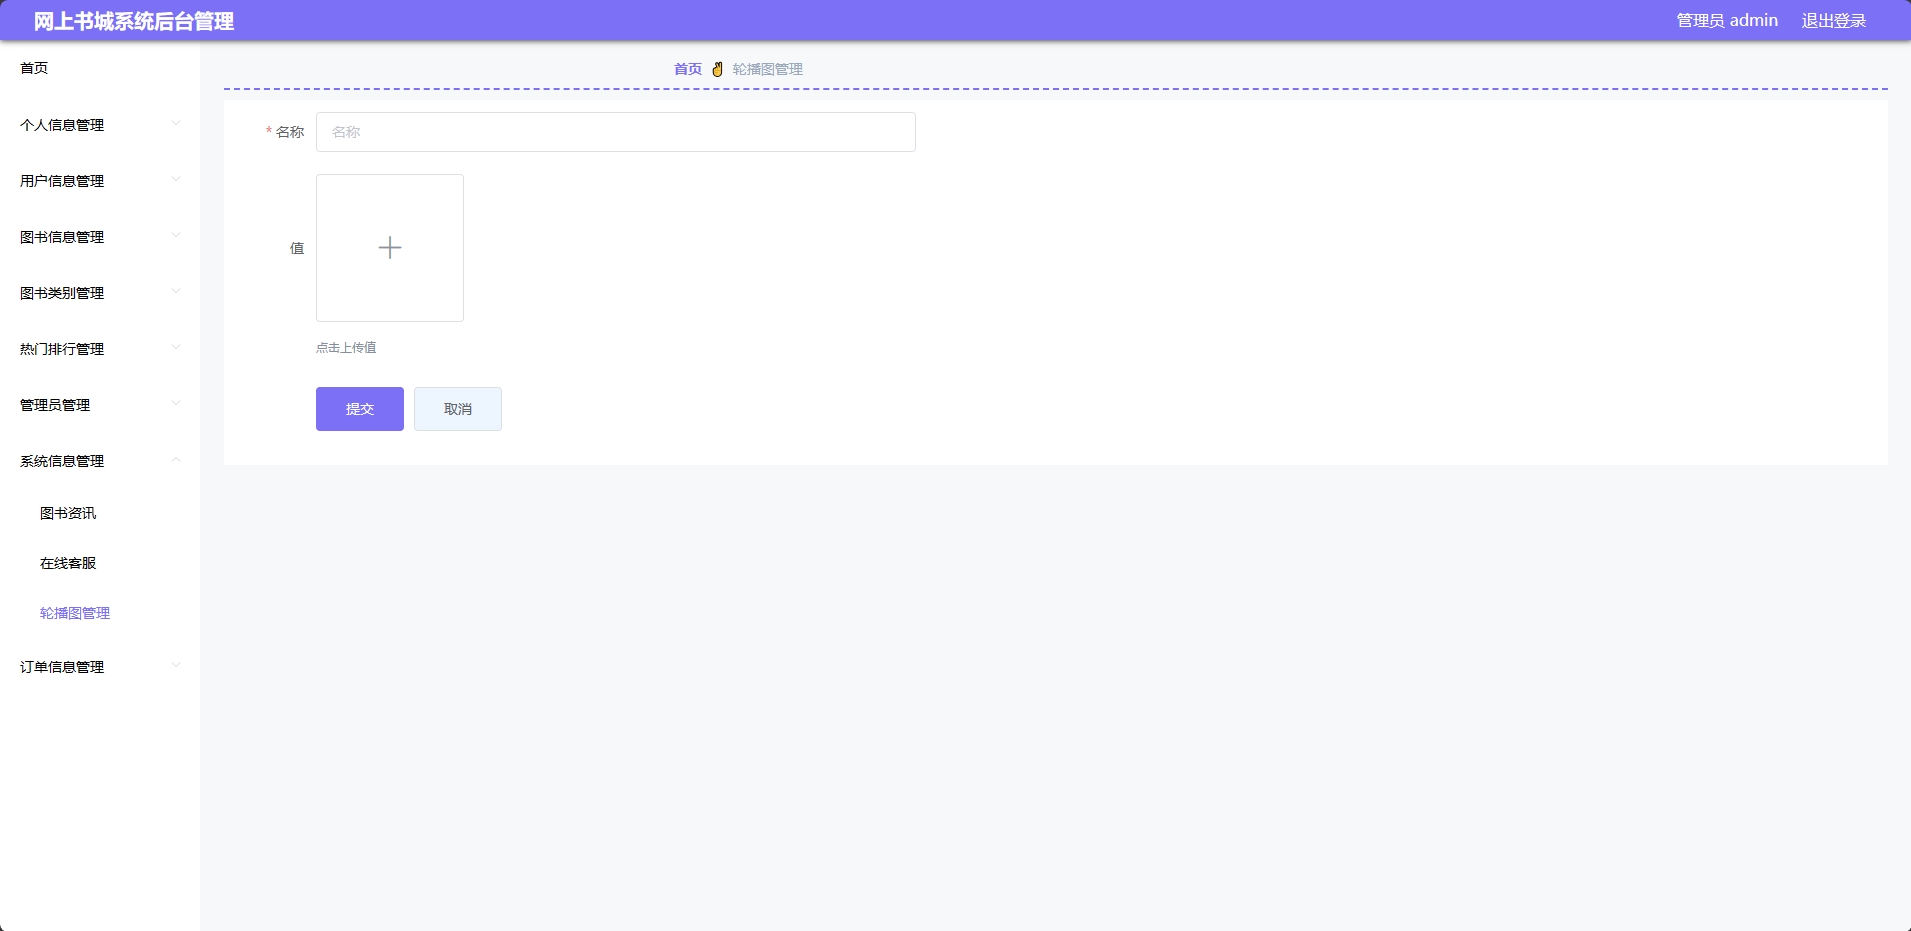 网上书城系统后台管理
管理员 admin 退出登录
首页
个人信息管理
用户信息管理
图书信息管理
图书类别管理
热门排行管理
管理员管理
系统信息管理
图书资讯
在线客服
轮播图管理
订单信息管理
首页 ✌ 轮播图管理
* 名称 名称
值
点击上传值
提交 取消